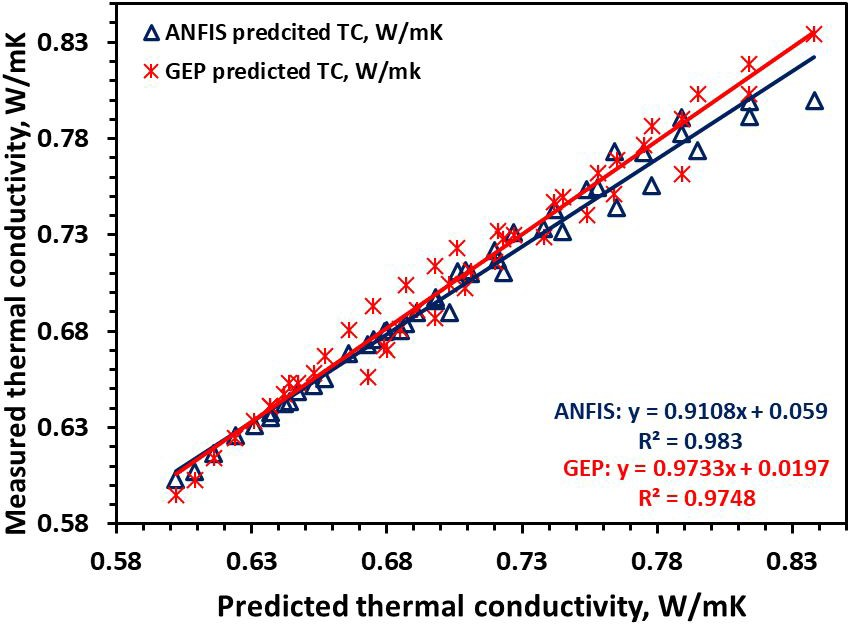 ANFIS predcited TC, W/mK
GEP predicted TC, W/mk
Measured thermal conductivity, W/mK
0.83
0.78
0.73
0.68
0.63
0.58
ANFIS: y = 0.9108x + 0.059
R² = 0.983
GEP: y = 0.9733x + 0.0197
R² = 0.9748
0.58 0.63 0.68 0.73 0.78 0.83
Predicted thermal conductivity, W/mK